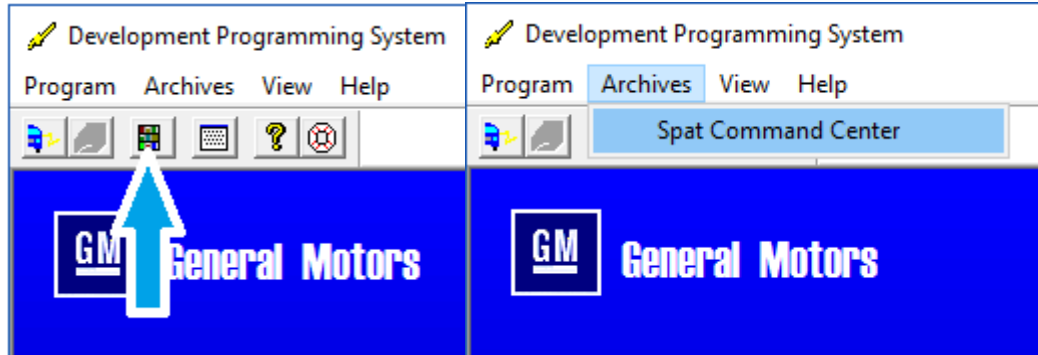 Development Programming System
Program Archives View Help
GM General Motors
Development Programming System
Program Archives View Help
Spat Command Center
GM General Motors